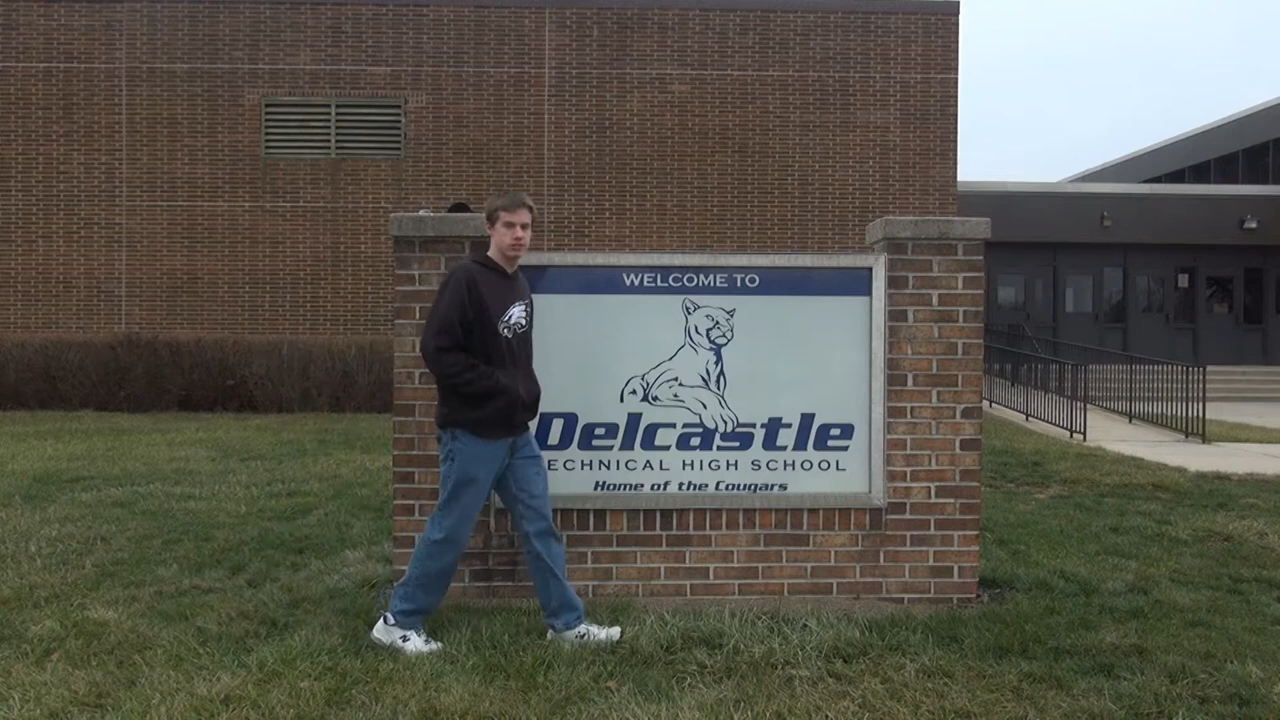 WELCOME TO
Delcastle
ECHNICAL HIGH SCHOOL
Home of the Cougars
N